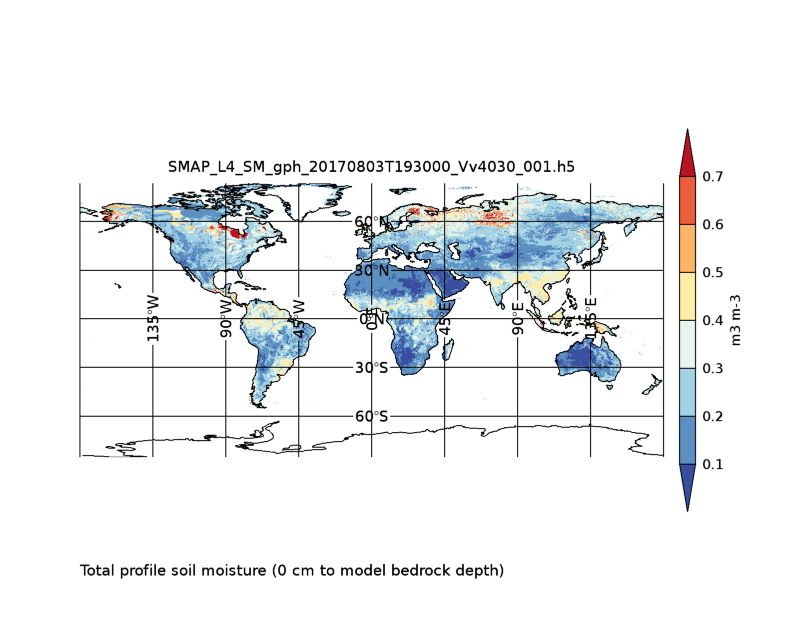 SMAP_L4_SM_gph_20170803T193000_Vv4030_001.h5
0.7
0.6
0.5
0.4
0.3
0.2
0.1
m3 m-3
60°N
30°N
0°N
30°S
60°S
135°W
90°W
45°W
0°E
45°E
90°E
135°E
Total profile soil moisture (0 cm to model bedrock depth)